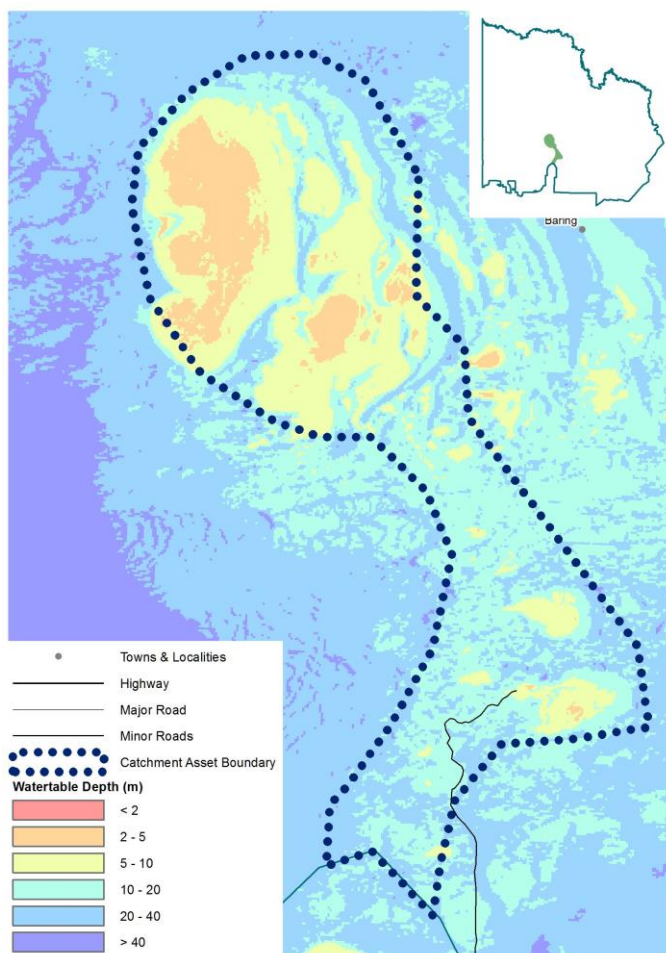 Baring
Towns & Localities
Highway
Major Road
Minor Roads
Catchment Asset Boundary
Watertable Depth (m)
< 2
2 - 5
5 - 10
10 - 20
20 - 40
> 40